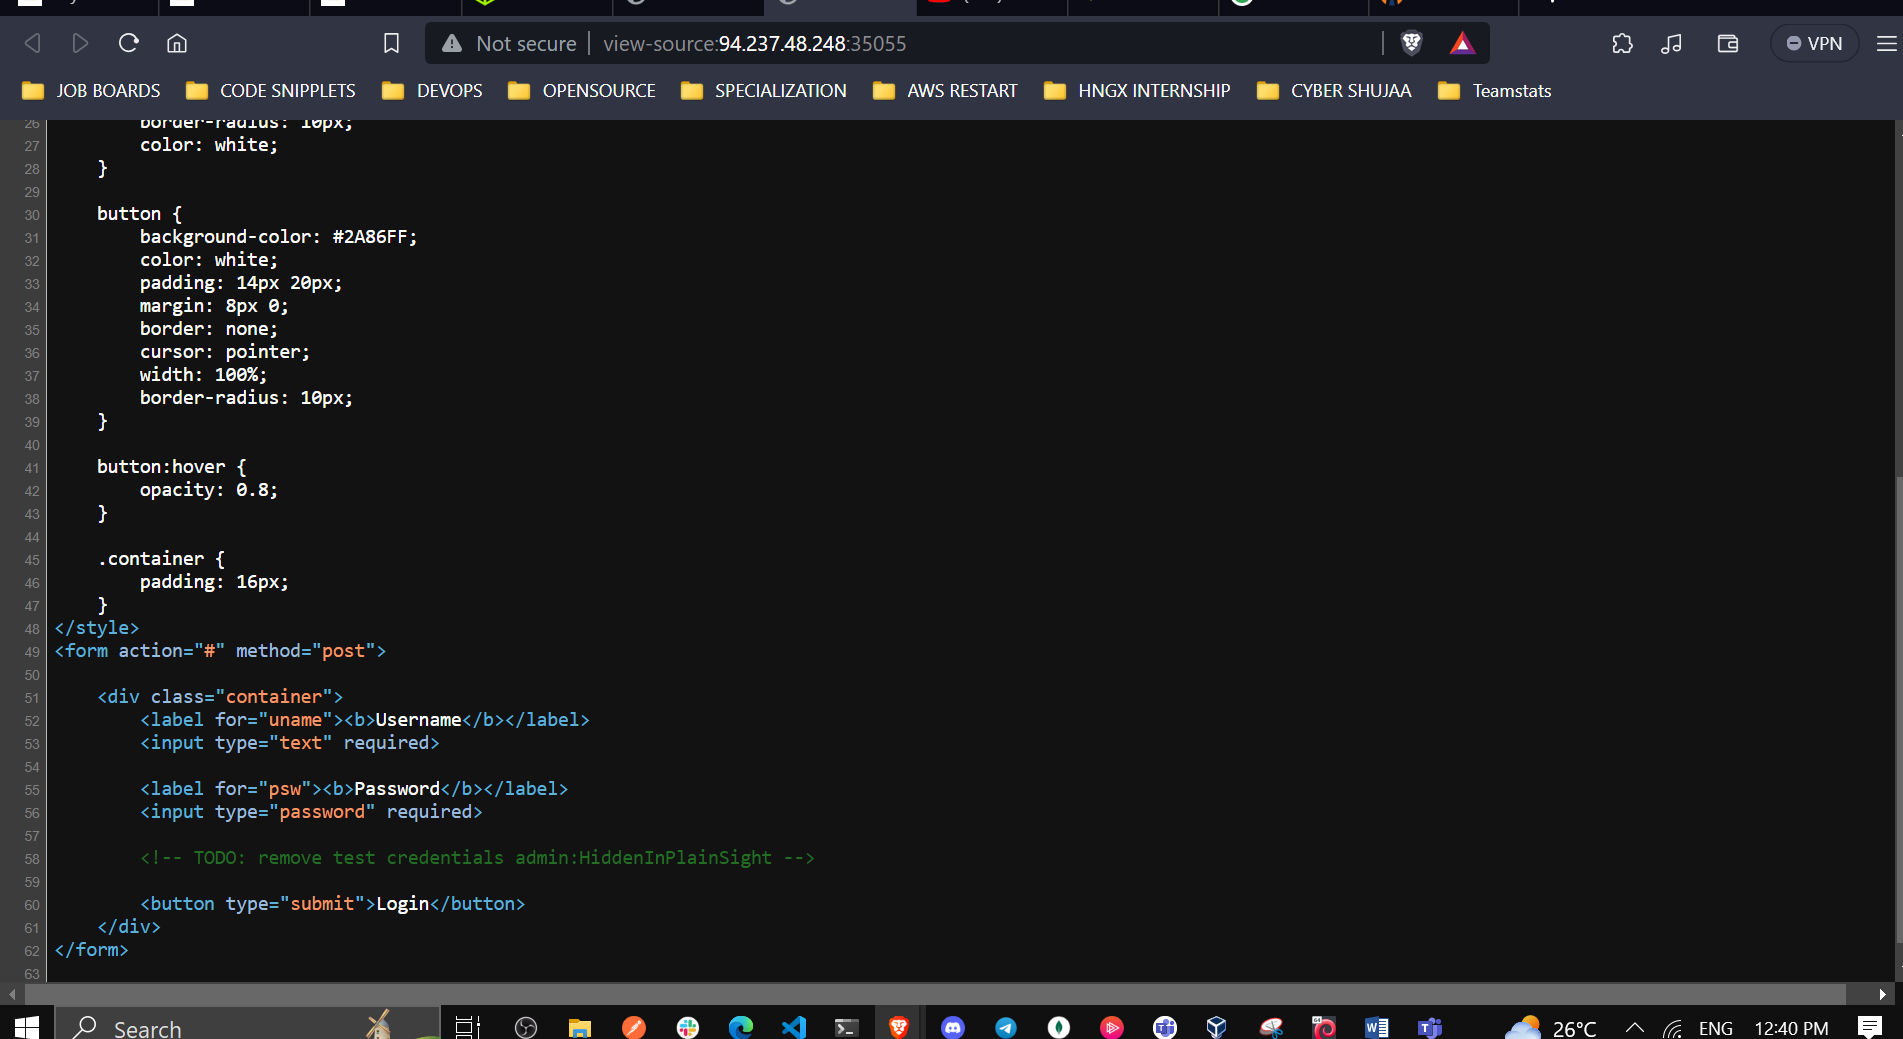 Not secure view-source:94.237.48.248:35055 VPN
JOB BOARDS CODE SNIPPLETS DEVOPS OPENSOURCE SPECIALIZATION AWS RESTART HNGX INTERNSHIP CYBER SHUJAA Teamstats
26 border-radius: 10px;
27 color: white;
28 }
29
30 button {
31 background-color: #2A86FF;
32 color: white;
33 padding: 14px 20px;
34 margin: 8px 0;
35 border: none;
36 cursor: pointer;
37 width: 100%;
38 border-radius: 10px;
39 }
40
41 button:hover {
42 opacity: 0.8;
43 }
44
45 .container {
46 padding: 16px;
47 }
48 </style>
49 <form action="#" method="post">
50
51 <div class="container">
52 <label for="uname"><b>Username</b></label>
53 <input type="text" required>
54
55 <label for="psw"><b>Password</b></label>
56 <input type="password" required>
57
58 <!-- TODO: remove test credentials admin:HiddenInPlainSight -->
59
60 <button type="submit">Login</button>
61 </div>
62 </form>
63
Search 26°C ENG 12:40 PM